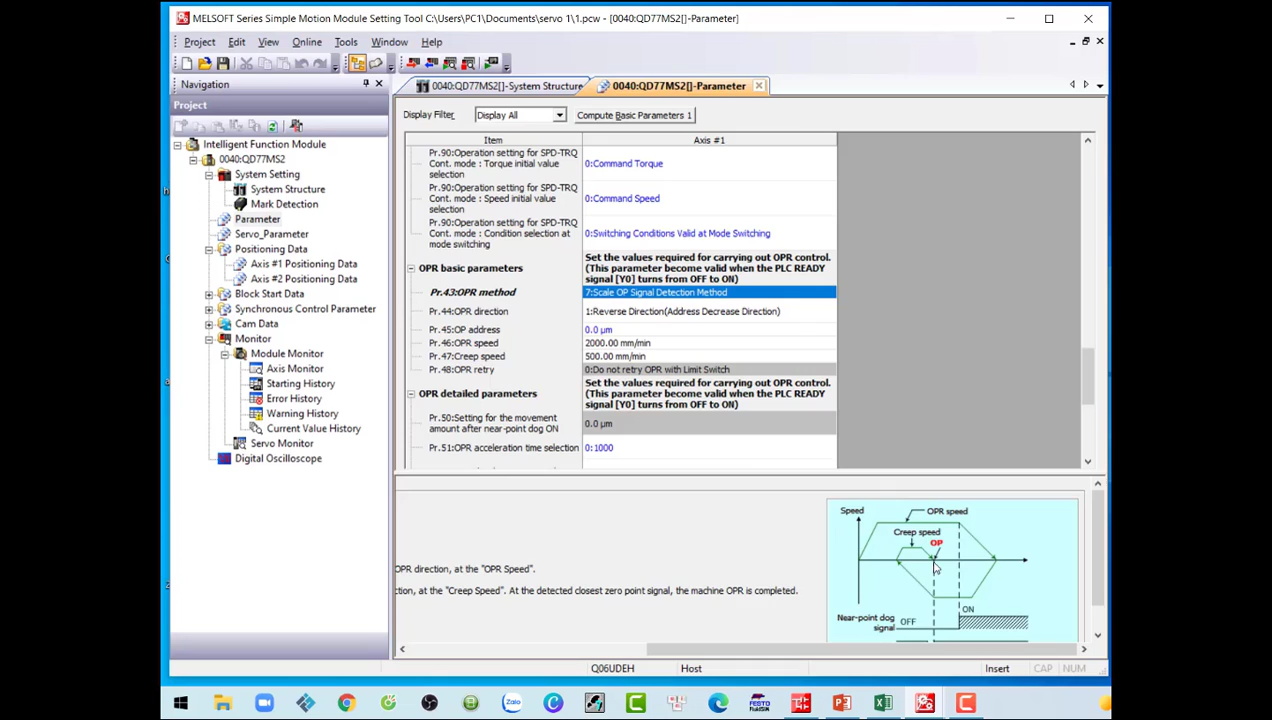 MELSOFT Series Simple Motion Module Setting Tool C:\Users\PC1\Documents\servo 1\1.pcw - [0040:QD77MS2[]-Parameter]
Project Edit View Online Tools Window Help
Navigation
0040:QD77MS2[]-System Structure
0040:QD77MS2[]-Parameter
Project
Display Filter Display All Compute Basic Parameters 1
Intelligent Function Module
0040:QD77MS2
System Setting
System Structure
Mark Detection
Parameter
Servo_Parameter
Positioning Data
Axis #1 Positioning Data
Axis #2 Positioning Data
Block Start Data
Synchronous Control Parameter
Cam Data
Monitor
Module Monitor
Axis Monitor
Starting History
Error History
Warning History
Current Value History
Servo Monitor
Digital Oscilloscope
Item Axis #1
Pr.90:Operation setting for SPD-TRQ
Cont. mode : Torque initial value
selection
0:Command Torque
Pr.90:Operation setting for SPD-TRQ
Cont. mode : Speed initial value
selection
0:Command Speed
Pr.90:Operation setting for SPD-TRQ
Cont. mode : Condition selection at
mode switching
0:Switching Conditions Valid at Mode Switching
OPR basic parameters
Set the values required for carrying out OPR control.
(This parameter become valid when the PLC READY
signal [Y0] turns from OFF to ON)
Pr.43:OPR method 7:Scale OP Signal Detection Method
Pr.44:OPR direction 1:Reverse Direction(Address Decrease Direction)
Pr.45:OP address 0.0 µm
Pr.46:OPR speed 2000.00 mm/min
Pr.47:Creep speed 500.00 mm/min
Pr.48:OPR retry 0:Do not retry OPR with Limit Switch
OPR detailed parameters
Set the values required for carrying out OPR control.
(This parameter become valid when the PLC READY
signal [Y0] turns from OFF to ON)
Pr.50:Setting for the movement
amount after near-point dog ON
0.0 µm
Pr.51:OPR acceleration time selection 0:1000
OPR direction, at the "OPR Speed".
ction, at the "Creep Speed". At the detected closest zero point signal, the machine OPR is completed.
Speed
OPR speed
Creep speed
OP
ON
Near-point dog
signal
OFF
Q06UDEH Host Insert CAP NUM
Zalo
FESTO